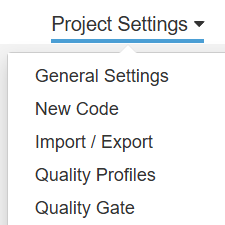 Project Settings
General Settings
New Code
Import / Export
Quality Profiles
Quality Gate